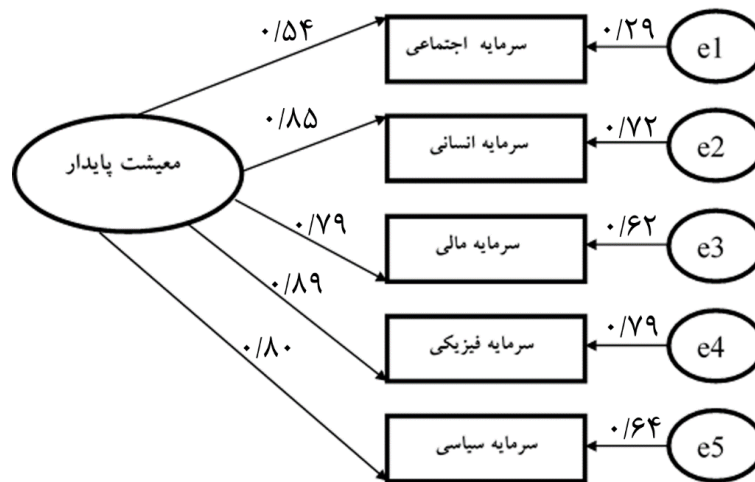 ۰/۵۴
سرمایه اجتماعی
۰/۲۹
e1
۰/۸۵
سرمایه انسانی
۰/۷۲
e2
معیشت پایدار
۰/۷۹
سرمایه مالی
۰/۶۲
e3
۰/۸۹
سرمایه فیزیکی
۰/۷۹
e4
۰/۸۰
سرمایه سیاسی
۰/۶۴
e5